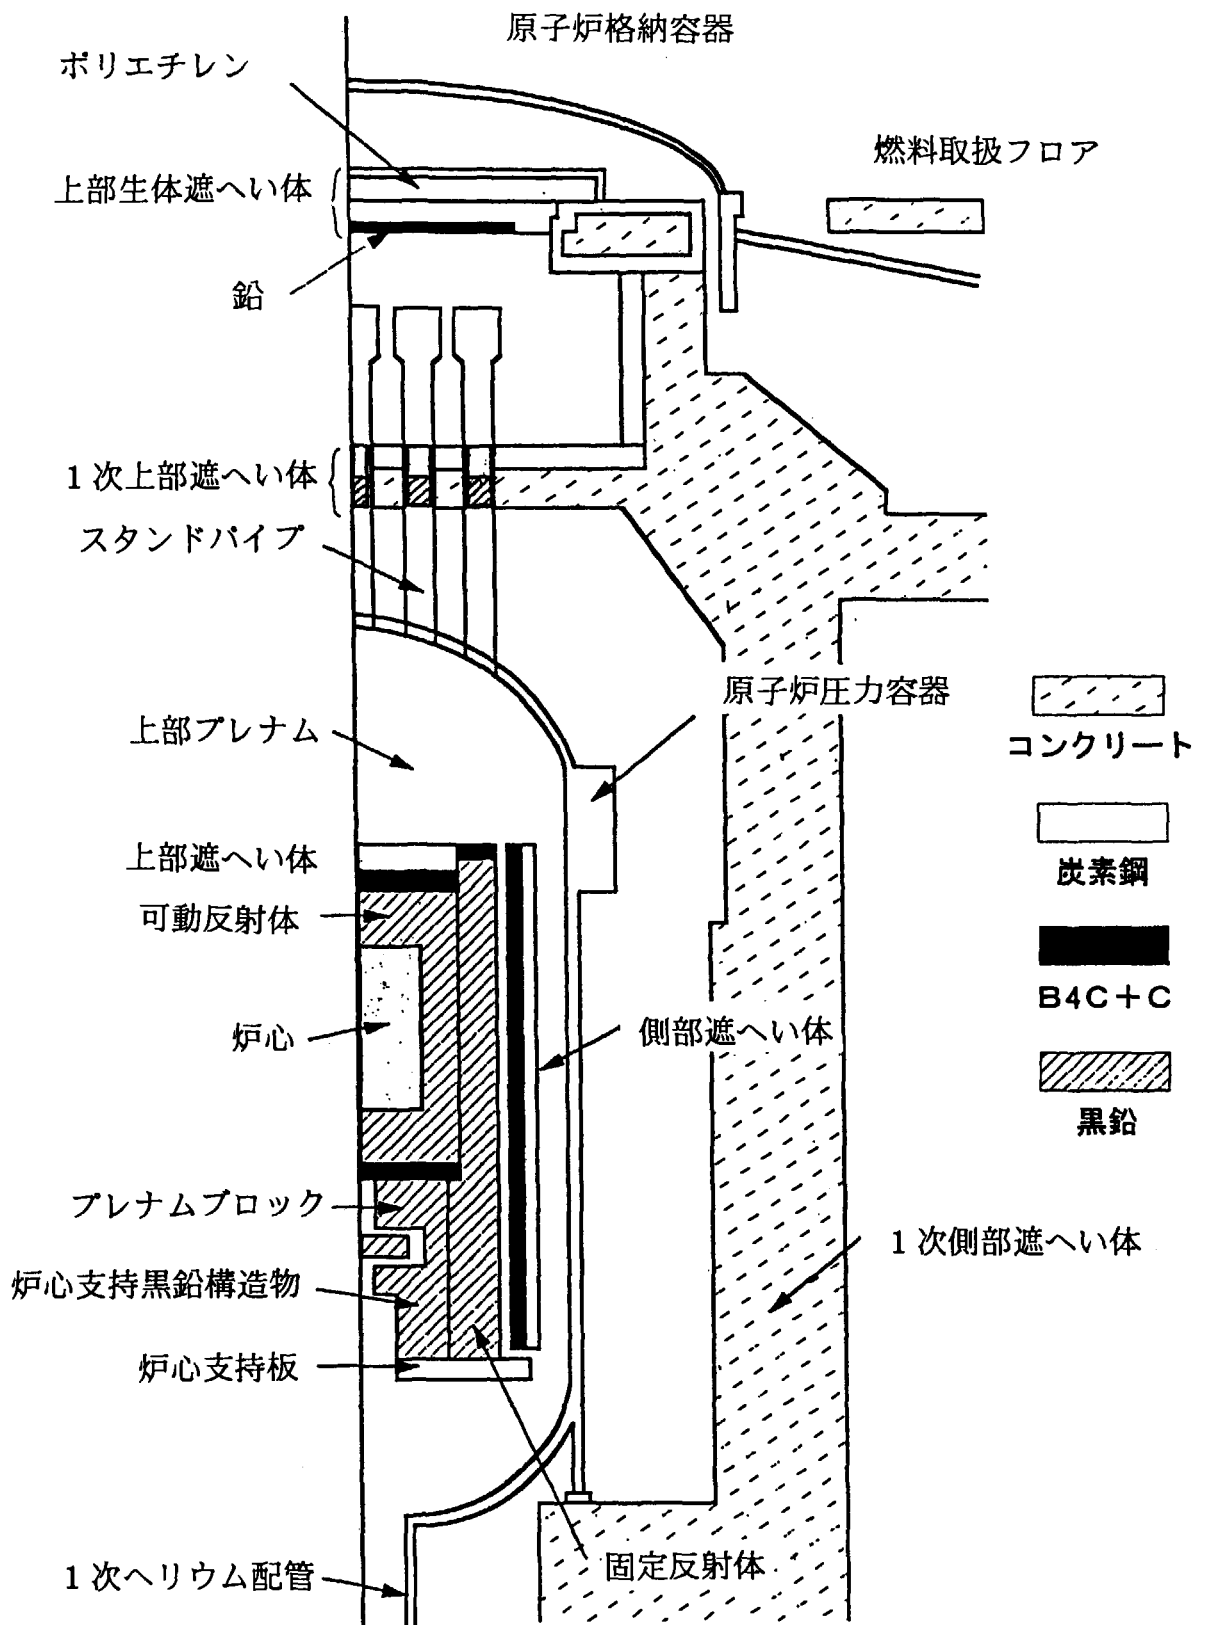 原子炉格納容器
ポリエチレン
燃料取扱フロア
上部生体遮へい体
鉛
1次上部遮へい体
スタンドパイプ
原子炉圧力容器
上部プレナム
コンクリート
上部遮へい体
炭素鋼
可動反射体
B4C+C
炉心
側部遮へい体
黒鉛
プレナムブロック
1次側部遮へい体
炉心支持黒鉛構造物
炉心支持板
固定反射体
1次ヘリウム配管